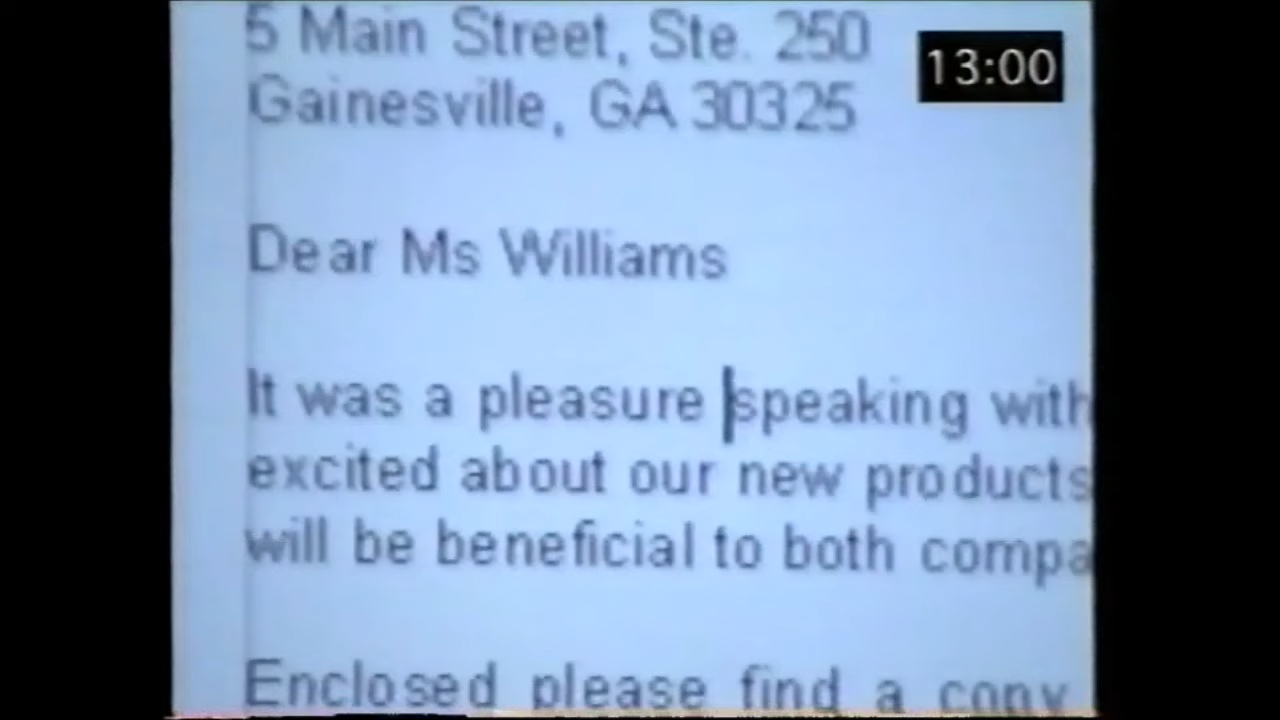 5 Main Street, Ste. 250
13:00
Gainesville, GA 30325
Dear Ms Williams
It was a pleasure speaking with
excited about our new products
will be beneficial to both compa
Enclosed please find a copy